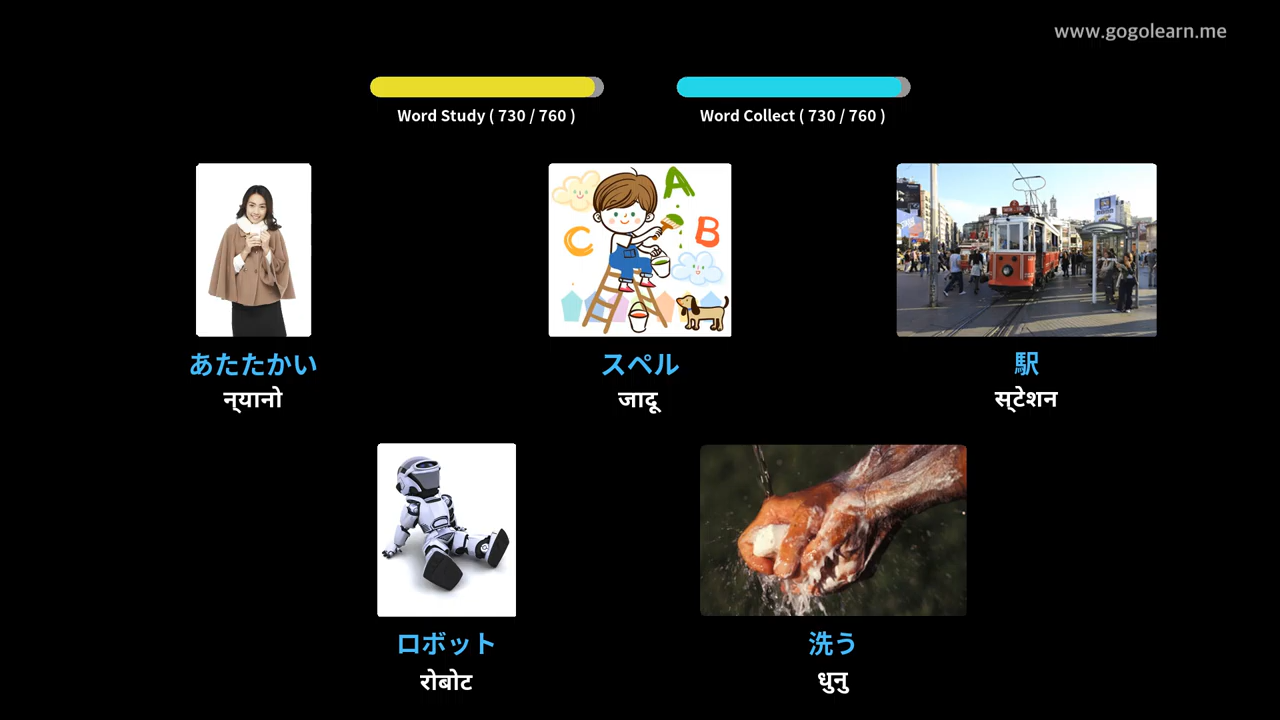 www.gogolearn.me
Word Study ( 730 / 760 )
Word Collect ( 730 / 760 )
A
B
C
あたたかい
न्यानो
スペル
जादू
駅
स्टेशन
ロボット
रोबोट
洗う
धुनु